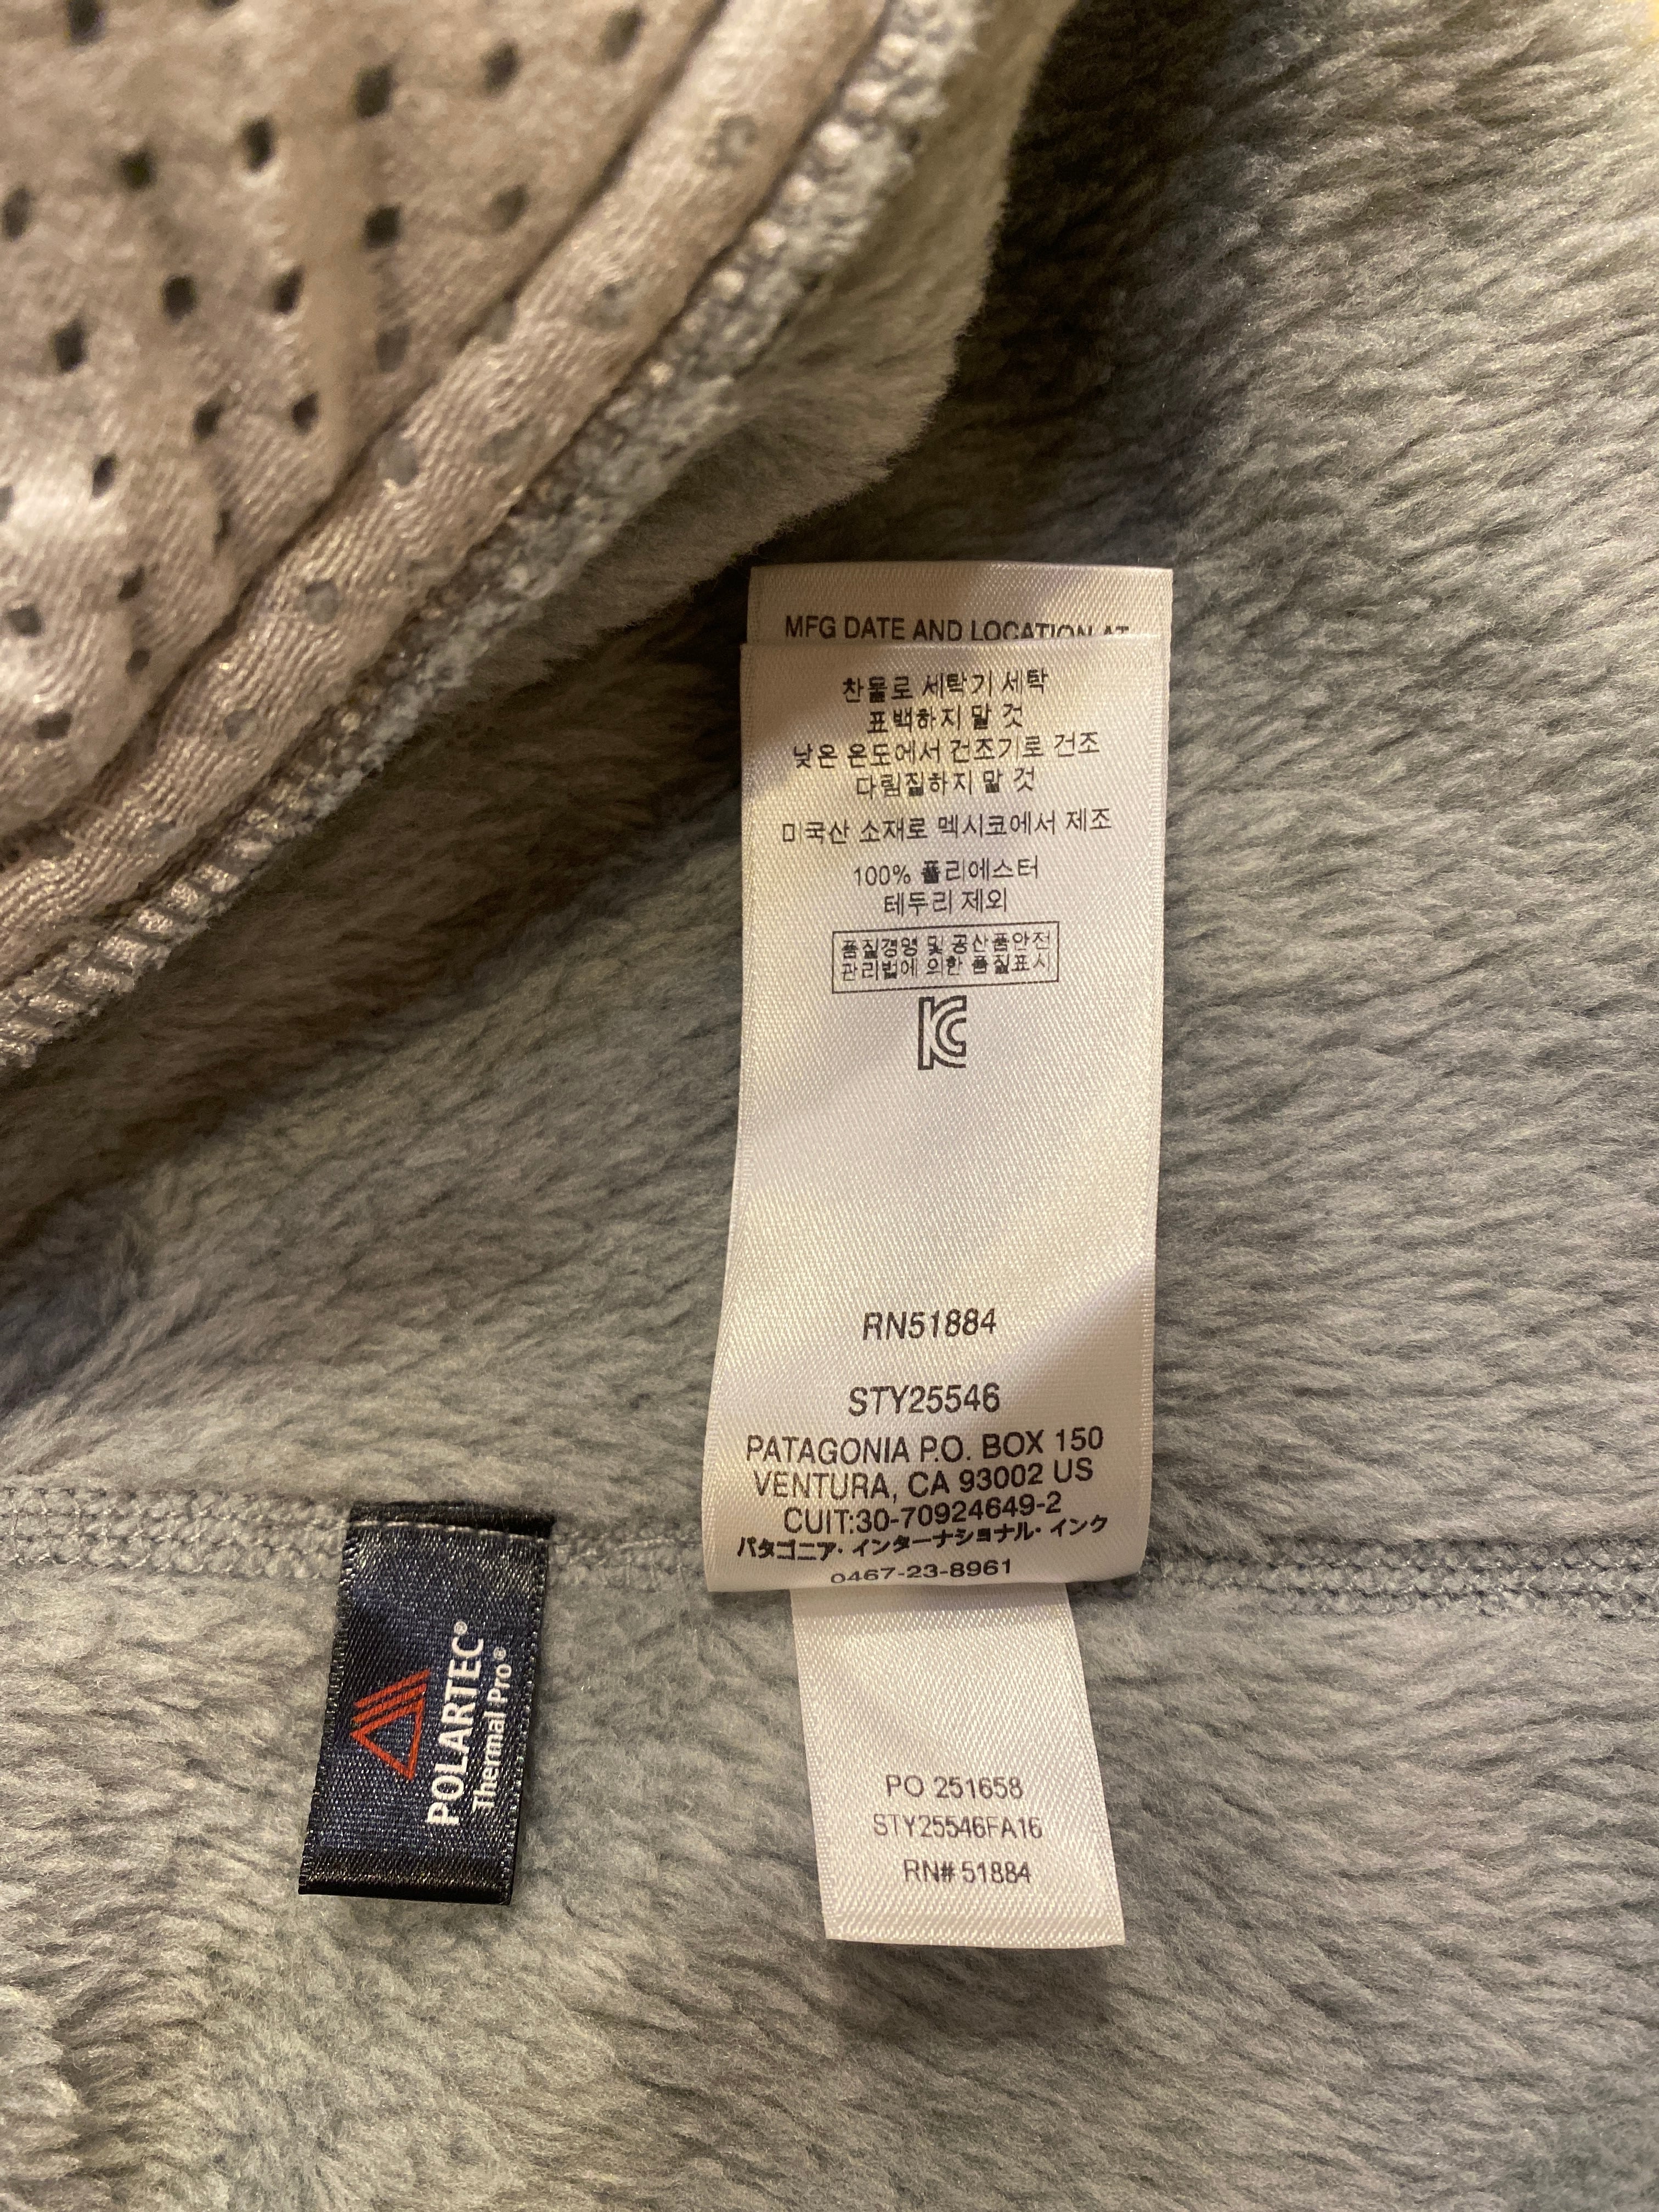 MFG DATE AND LOCATION AT
찬물로 세탁기 세탁
표백하지 말 것
낮은 온도에서 건조기로 건조
다림질하지 말 것
미국산 소재로 멕시코에서 제조
100% 폴리에스터
테두리 제외
품질경영 및 공산품안전
관리법에 의한 품질표시
KC
RN51884
STY25546
PATAGONIA P.O. BOX 150
VENTURA, CA 93002 US
CUIT:30-70924649-2
パタゴニア・インターナショナル・インク
0467-23-8961
POLARTEC®
Thermal Pro®
PO 251658
STY25546FA16
RN# 51884